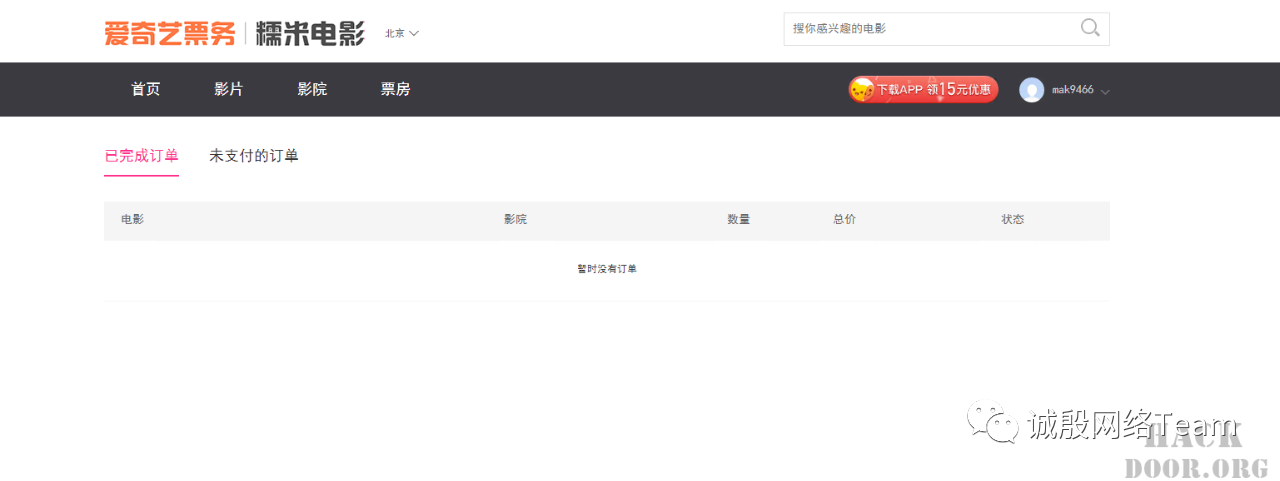 爱奇艺票务 糯米电影 北京
搜你感兴趣的电影
首页 影片 影院 票房
下载APP 领15元优惠 mak9466
已完成订单 未支付的订单
电影 影院 数量 总价 状态
暂时没有订单
诚殷网络Team
HACK
DOOR.ORG